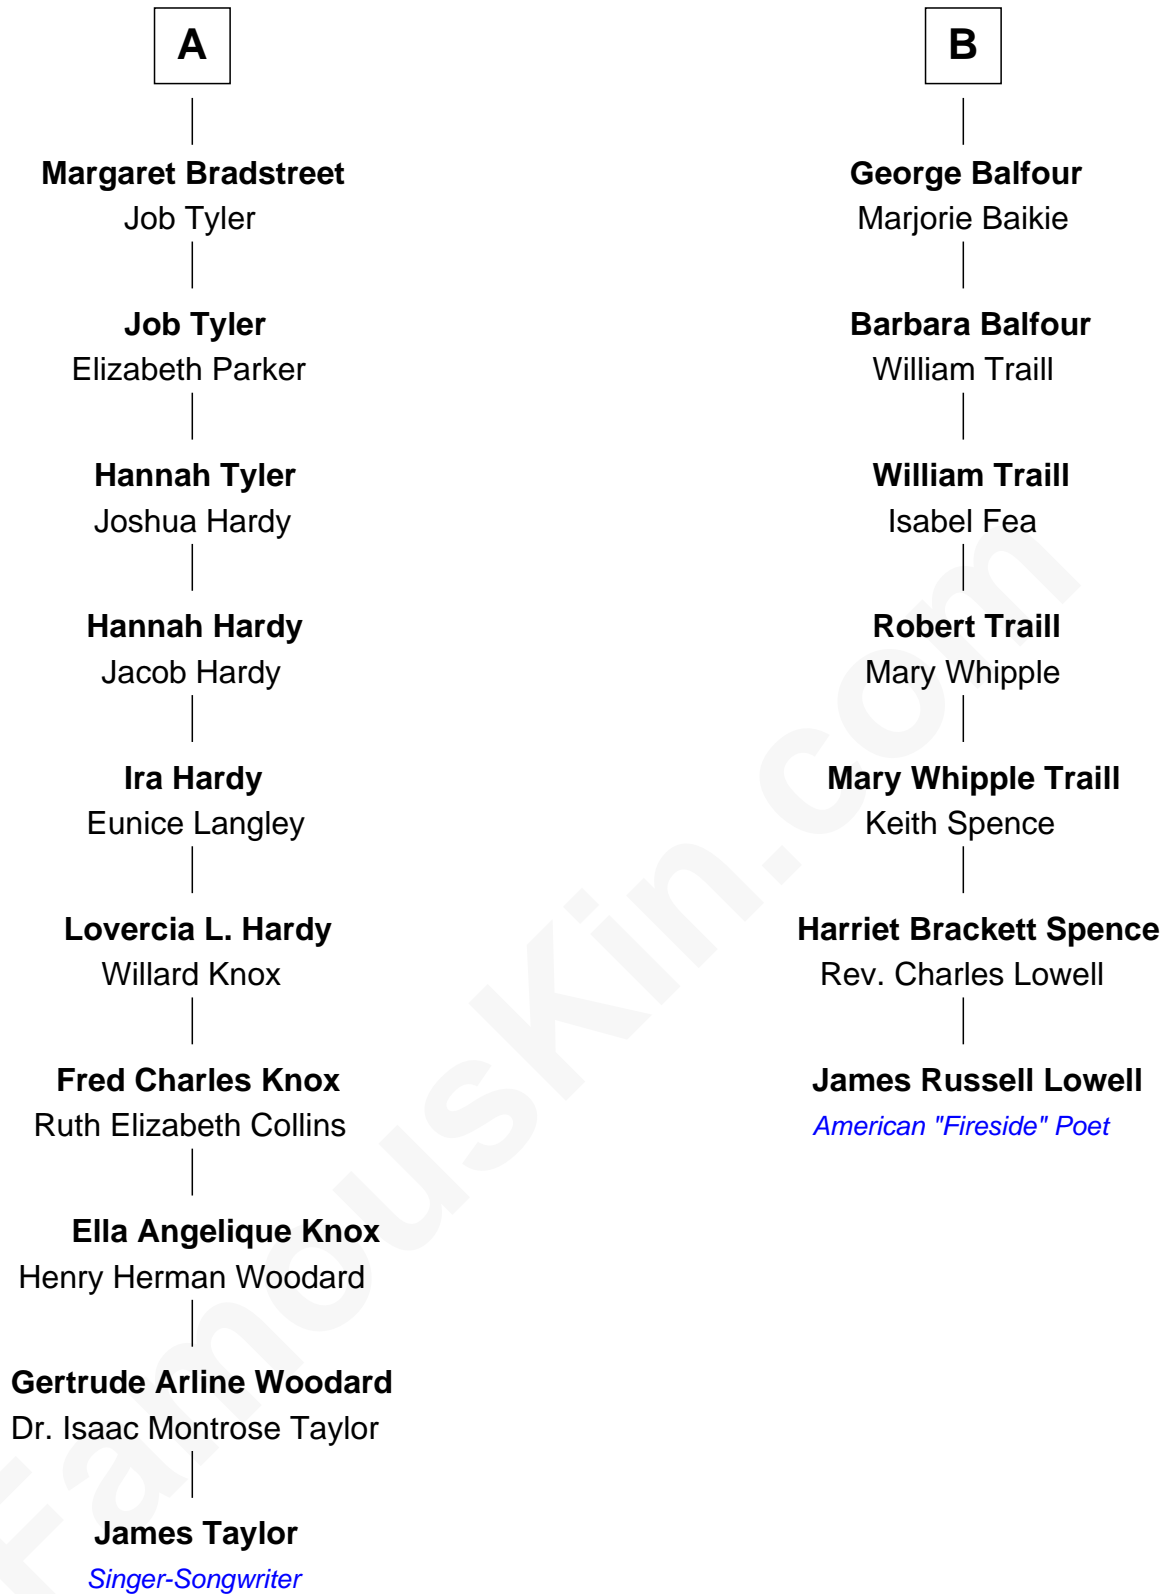 A
Margaret Bradstreet
Job Tyler
Job Tyler
Elizabeth Parker
Hannah Tyler
Joshua Hardy
Hannah Hardy
Jacob Hardy
Ira Hardy
Eunice Langley
Lovercia L. Hardy
Willard Knox
Fred Charles Knox
Ruth Elizabeth Collins
Ella Angelique Knox
Henry Herman Woodard
Gertrude Arline Woodard
Dr. Isaac Montrose Taylor
James Taylor
Singer-Songwriter
B
George Balfour
Marjorie Baikie
Barbara Balfour
William Traill
William Traill
Isabel Fea
Robert Traill
Mary Whipple
Mary Whipple Traill
Keith Spence
Harriet Brackett Spence
Rev. Charles Lowell
James Russell Lowell
American "Fireside" Poet
FamousKin.com